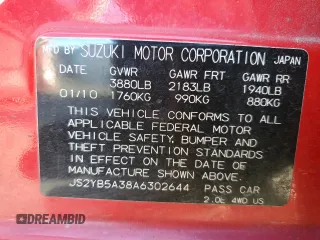 MFD BY SUZUKI MOTOR CORPORATION JAPAN
DATE GVWR GAWR FRT GAWR RR
3880LB 2183LB 1940LB
01/10 1760KG 990KG 880KG
THIS VEHICLE CONFORMS TO ALL
APPLICABLE FEDERAL MOTOR
VEHICLE SAFETY, BUMPER AND
THEFT PREVENTION STANDARDS
IN EFFECT ON THE DATE OF
MANUFACTURE SHOWN ABOVE.
JS2YB5A38A6302644 PASS CAR
2.0L 4WD US
DREAMBID